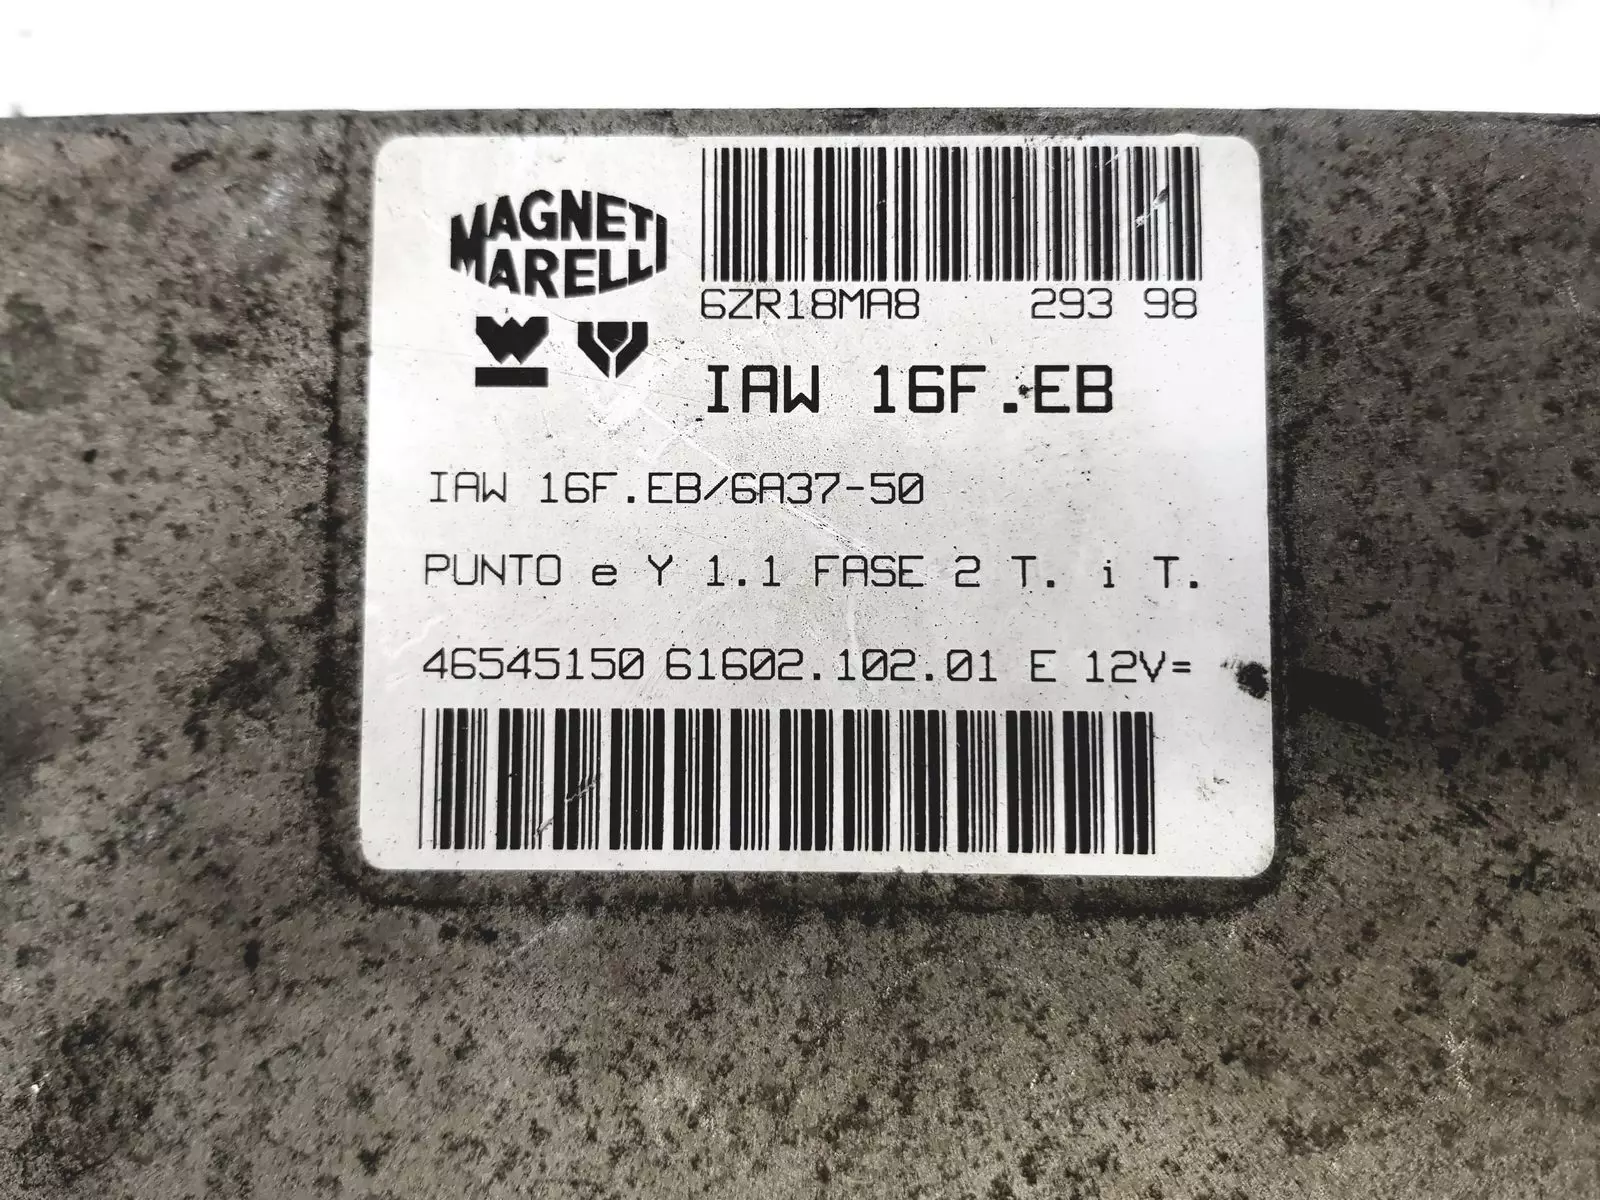 MAGNETI
MARELLI
6ZR18MA8 293 98
IAW 16F.EB
IAW 16F.EB/6A37-50
PUNTO e Y 1.1 FASE 2 T. i T.
46545150 61602.102.01 E 12V=